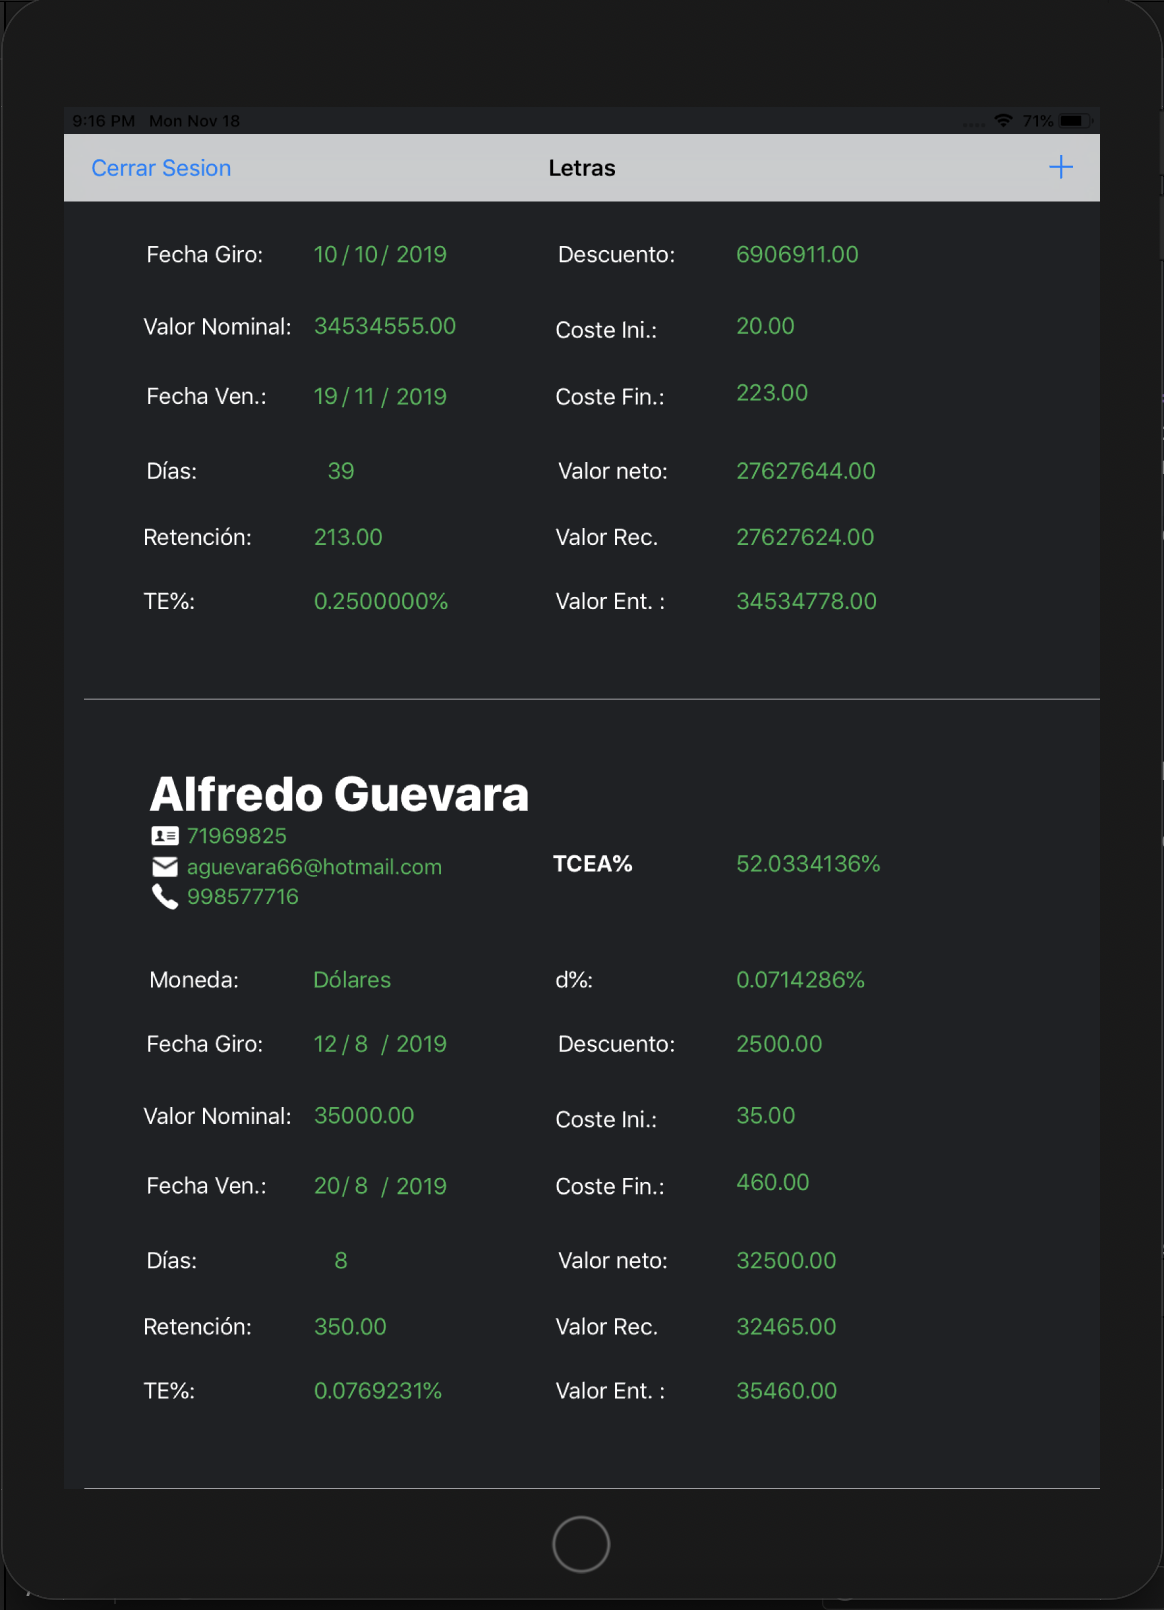 9:16 PM Mon Nov 18 71%
Cerrar Sesion Letras +
Fecha Giro: 10 / 10 / 2019 Descuento: 6906911.00
Valor Nominal: 34534555.00 Coste Ini.: 20.00
Fecha Ven.: 19 / 11 / 2019 Coste Fin.: 223.00
Días: 39 Valor neto: 27627644.00
Retención: 213.00 Valor Rec. 27627624.00
TE%: 0.2500000% Valor Ent. : 34534778.00
Alfredo Guevara
71969825
aguevara66@hotmail.com TCEA% 52.0334136%
998577716
Moneda: Dólares d%: 0.0714286%
Fecha Giro: 12 / 8 / 2019 Descuento: 2500.00
Valor Nominal: 35000.00 Coste Ini.: 35.00
Fecha Ven.: 20/ 8 / 2019 Coste Fin.: 460.00
Días: 8 Valor neto: 32500.00
Retención: 350.00 Valor Rec. 32465.00
TE%: 0.0769231% Valor Ent. : 35460.00